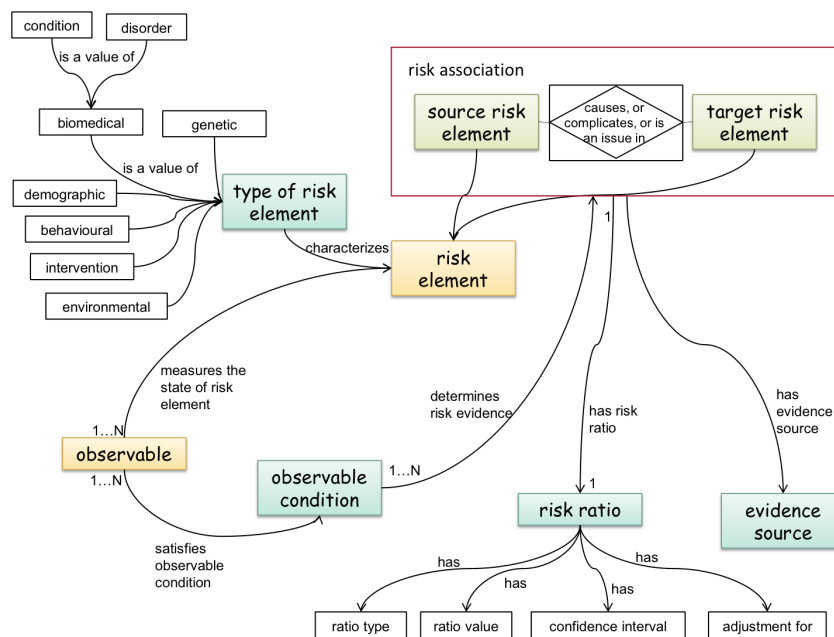 condition
disorder
is a value of
biomedical
genetic
is a value of
demographic
behavioural
intervention
environmental
type of risk
element
characterizes
risk association
source risk
element
causes, or
complicates, or is
an issue in
target risk
element
risk
element
1
measures the
state of risk
element
1...N
observable
1...N
satisfies
observable
condition
observable
condition
1...N
determines
risk evidence
has risk
ratio
1
risk ratio
has
evidence
source
evidence
source
has
has
has
has
ratio type
ratio value
confidence interval
adjustment for